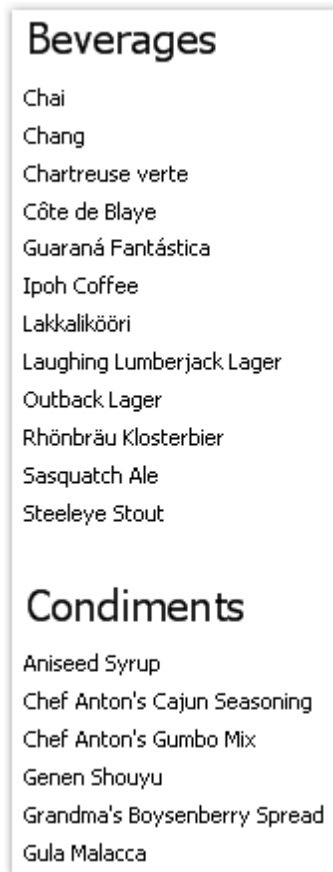 Beverages
Chai
Chang
Chartreuse verte
Côte de Blaye
Guaraná Fantástica
Ipoh Coffee
Lakkalikööri
Laughing Lumberjack Lager
Outback Lager
Rhönbräu Klosterbier
Sasquatch Ale
Steeleye Stout
Condiments
Aniseed Syrup
Chef Anton's Cajun Seasoning
Chef Anton's Gumbo Mix
Genen Shouyu
Grandma's Boysenberry Spread
Gula Malacca